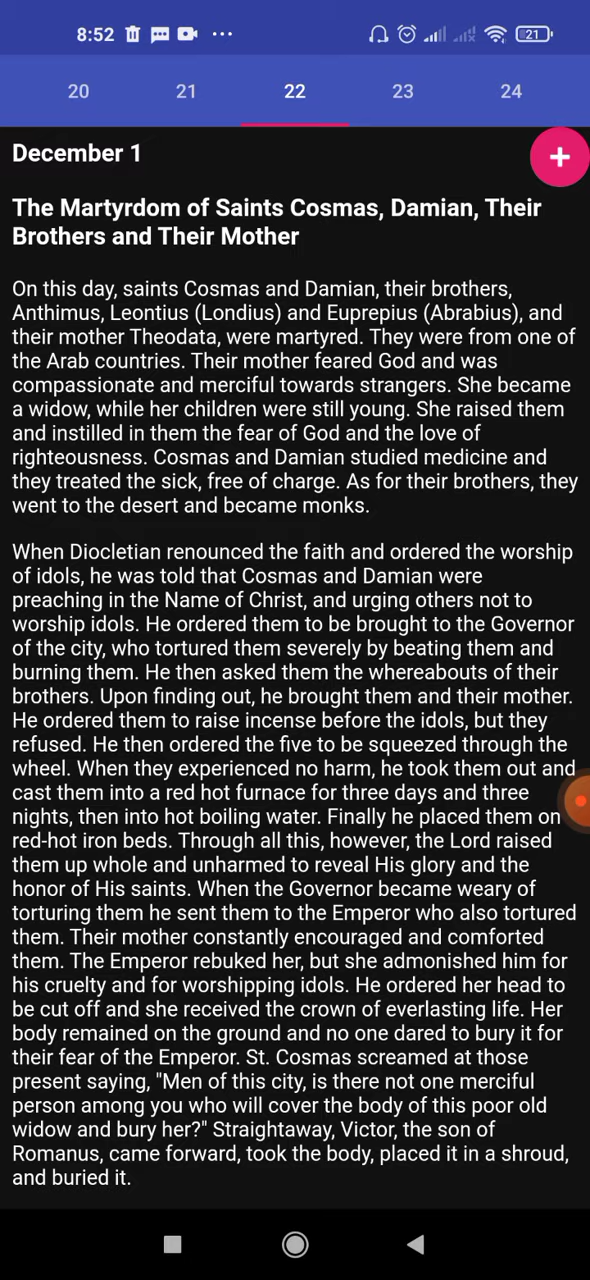 8:52
21
20 21 22 23 24
December 1
+
The Martyrdom of Saints Cosmas, Damian, Their
Brothers and Their Mother
On this day, saints Cosmas and Damian, their brothers,
Anthimus, Leontius (Londius) and Euprepius (Abrabius), and
their mother Theodata, were martyred. They were from one of
the Arab countries. Their mother feared God and was
compassionate and merciful towards strangers. She became
a widow, while her children were still young. She raised them
and instilled in them the fear of God and the love of
righteousness. Cosmas and Damian studied medicine and
they treated the sick, free of charge. As for their brothers, they
went to the desert and became monks.
When Diocletian renounced the faith and ordered the worship
of idols, he was told that Cosmas and Damian were
preaching in the Name of Christ, and urging others not to
worship idols. He ordered them to be brought to the Governor
of the city, who tortured them severely by beating them and
burning them. He then asked them the whereabouts of their
brothers. Upon finding out, he brought them and their mother.
He ordered them to raise incense before the idols, but they
refused. He then ordered the five to be squeezed through the
wheel. When they experienced no harm, he took them out and
cast them into a red hot furnace for three days and three
nights, then into hot boiling water. Finally he placed them on
red-hot iron beds. Through all this, however, the Lord raised
them up whole and unharmed to reveal His glory and the
honor of His saints. When the Governor became weary of
torturing them he sent them to the Emperor who also tortured
them. Their mother constantly encouraged and comforted
them. The Emperor rebuked her, but she admonished him for
his cruelty and for worshipping idols. He ordered her head to
be cut off and she received the crown of everlasting life. Her
body remained on the ground and no one dared to bury it for
their fear of the Emperor. St. Cosmas screamed at those
present saying, "Men of this city, is there not one merciful
person among you who will cover the body of this poor old
widow and bury her?" Straightaway, Victor, the son of
Romanus, came forward, took the body, placed it in a shroud,
and buried it.